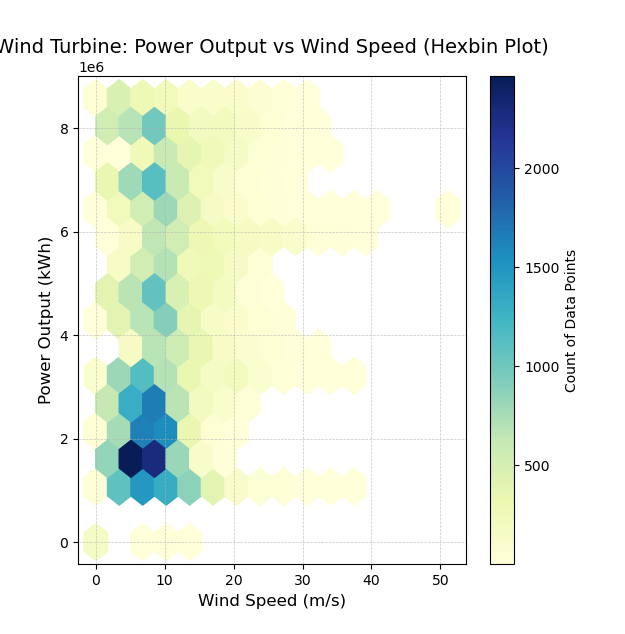 Wind Turbine: Power Output vs Wind Speed (Hexbin Plot)
1e6
8
6
4
2
0
Power Output (kWh)
0 10 20 30 40 50
Wind Speed (m/s)
2000
1500
1000
500
Count of Data Points